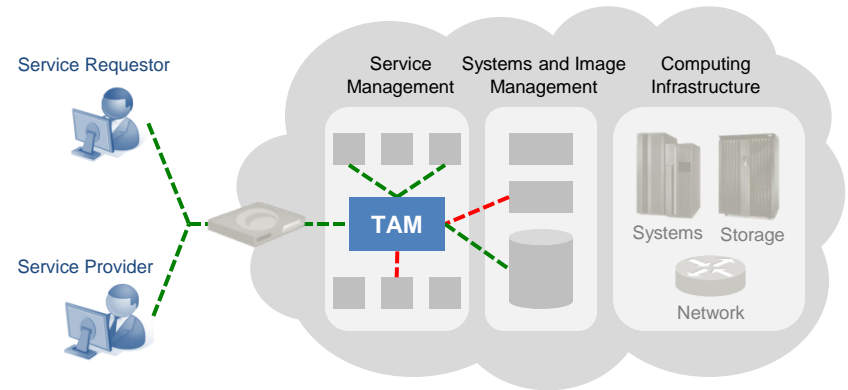 Service Requestor
Service Provider
Service
Management
Systems and Image
Management
Computing
Infrastructure
TAM
Systems
Storage
Network